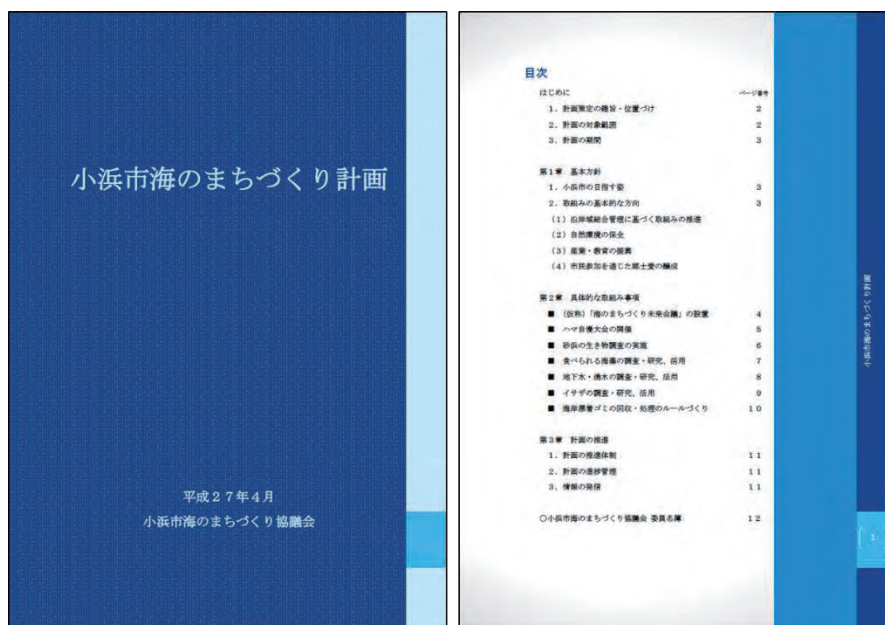 小浜市海のまちづくり計画
平成27年4月
小浜市海のまちづくり協議会
目次
はじめに ページ番号
1．計画策定の趣旨・位置づけ 2
2．計画の対象範囲 2
3．計画の期間 3
第1章 基本方針
1．小浜市の目指す姿 3
2．取組みの基本的な方向 3
（1）沿岸域総合管理に基づく取組みの推進
（2）自然環境の保全
（3）産業・教育の振興
（4）市民参加を通じた郷土愛の醸成
第2章 具体的な取組み事項
■ （仮称）「海のまちづくり未来会議」の設置 4
■ ハマ自慢大会の開催 5
■ 砂浜の生き物調査の実施 6
■ 食べられる海藻の調査・研究、活用 7
■ 地下水・湧水の調査・研究、活用 8
■ イサザの調査・研究、活用 9
■ 海岸漂着ゴミの回収・処理のルールづくり 10
第3章 計画の推進
1．計画の推進体制 11
2．計画の進捗管理 11
3．情報の発信 11
○小浜市海のまちづくり協議会 委員名簿 12
小浜市海のまちづくり計画
1